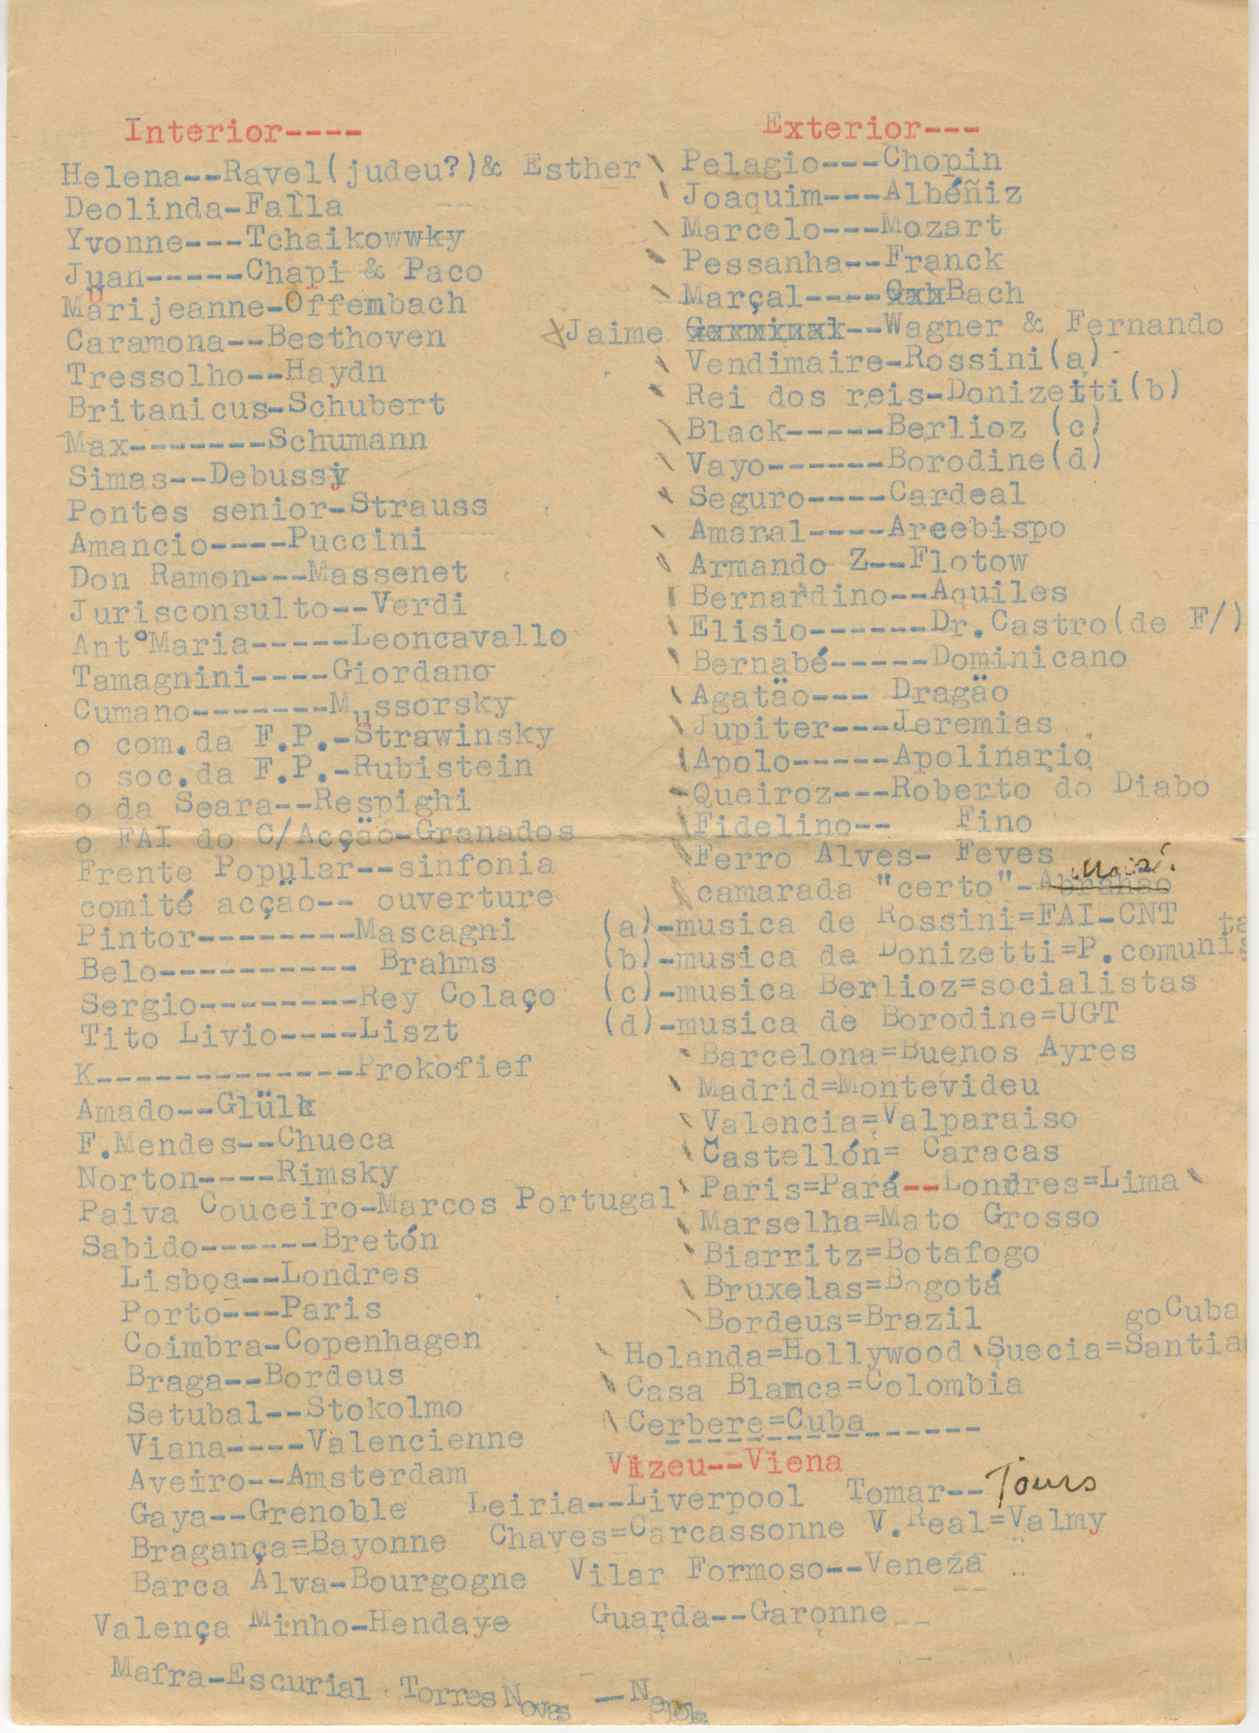 Interior----
Helena--Ravel(judeu?)& Esther
Deolinda-Falla
Yvonne---Tchaikowwky
Juan-----Chapi & Paco
Marijeanne-Offembach
Caramona--Beethoven
Tressolho--Haydn
Britanicus-Schubert
Max-------Schumann
Simas--Debussy
Pontes senior-Strauss
Amancio----Puccini
Don Ramon---Massenet
Jurisconsulto--Verdi
AntºMaria-----Leoncavallo
Tamagnini----Giordano
Cumano-------Mussorsky
o com.da F.P.-Strawinsky
o soc.da F.P.-Rubistein
o da Seara--Respighi
o FAI do C/Acçäo-Granados
Frente Popular--sinfonia
comité acçäo-- ouverture
Pintor--------Mascagni
Belo---------- Brahms
Sergio--------Rey Colaço
Tito Livio----Liszt
K-------------Prokofief
Amado--Glük
F.Mendes--Chueca
Norton----Rimsky
Paiva Couceiro-Marcos Portugal
Sabido------Bretón
Lisboa--Londres
Porto---Paris
Coimbra-Copenhagen
Braga--Bordeus
Setubal--Stokolmo
Viana----Valencienne
Aveiro--Amsterdam
Exterior---
Pelagio---Chopin
Joaquim---Albéñiz
Marcelo---Mozart
Pessanha--Franck
Marçal----Bach
Jaime --Wagner & Fernando
Vendimaire-Rossini(a)
Rei dos reis-Donizetti(b)
Black-----Berlioz (c)
Vayo------Borodine(d)
Seguro----Cardeal
Amaral----Arcebispo
Armando Z--Flotow
Bernardino--Aquiles
Elisio------Dr.Castro(de F/)
Bernabé-----Dominicano
Agatäo--- Dragäo
Jupiter---Jeremias
Apolo-----Apolinario
Queiroz---Roberto do Diabo
Fidelino-- Fino
Ferro Alves- Feves
camarada "certo"-
(a)-musica de Rossini=FAI-CNT
(b)-musica de Donizetti=P.comunista
(c)-musica Berlioz=socialistas
(d)-musica de Borodine=UGT
Barcelona=Buenos Ayres
Madrid=Montevideu
Valencia=Valparaiso
Castellón= Caracas
Paris=Pará--Londres=Lima
Marselha=Mato Grosso
Biarritz=Botafogo
Bruxelas=Bogotá
Bordeus=Brazil
Holanda=Hollywood Suecia=Santiago Cuba
Casa Blanca=Colombia
Cerbere=Cuba
Vizeu--Viena
Gaya--Grenoble Leiria--Liverpool Tomar--Tours
Bragança=Bayonne Chaves=Carcassonne V.Real=Valmy
Barca Alva-Bourgogne Vilar Formoso--Veneza
Valença Minho-Hendaye Guarda--Garonne
Mafra-Escurial Torres Novas